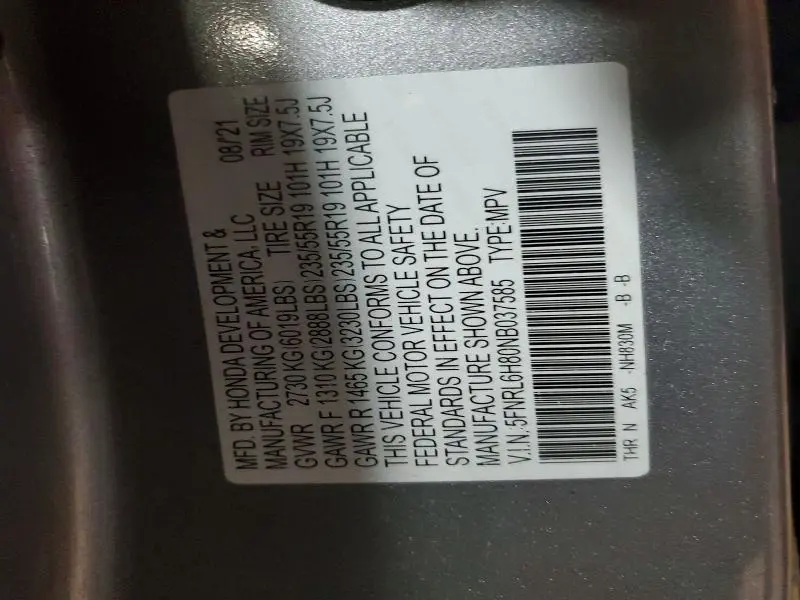 MFD. BY HONDA DEVELOPMENT &
MANUFACTURING OF AMERICA, LLC 08/21
GVWR 2730 KG(6019LBS) TIRE SIZE RIM SIZE
GAWR F 1310 KG(2888LBS)235/55R19 101H 19X7.5J
GAWR R 1465 KG(3230LBS)235/55R19 101H 19X7.5J
THIS VEHICLE CONFORMS TO ALL APPLICABLE
FEDERAL MOTOR VEHICLE SAFETY
STANDARDS IN EFFECT ON THE DATE OF
MANUFACTURE SHOWN ABOVE.
V.I.N.:5FNRL6H80NB037585 TYPE:MPV
THR N AK5 -NH830M -B -B